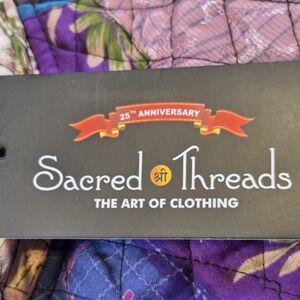 25TH ANNIVERSARY
Sacred श्री Threads
THE ART OF CLOTHING